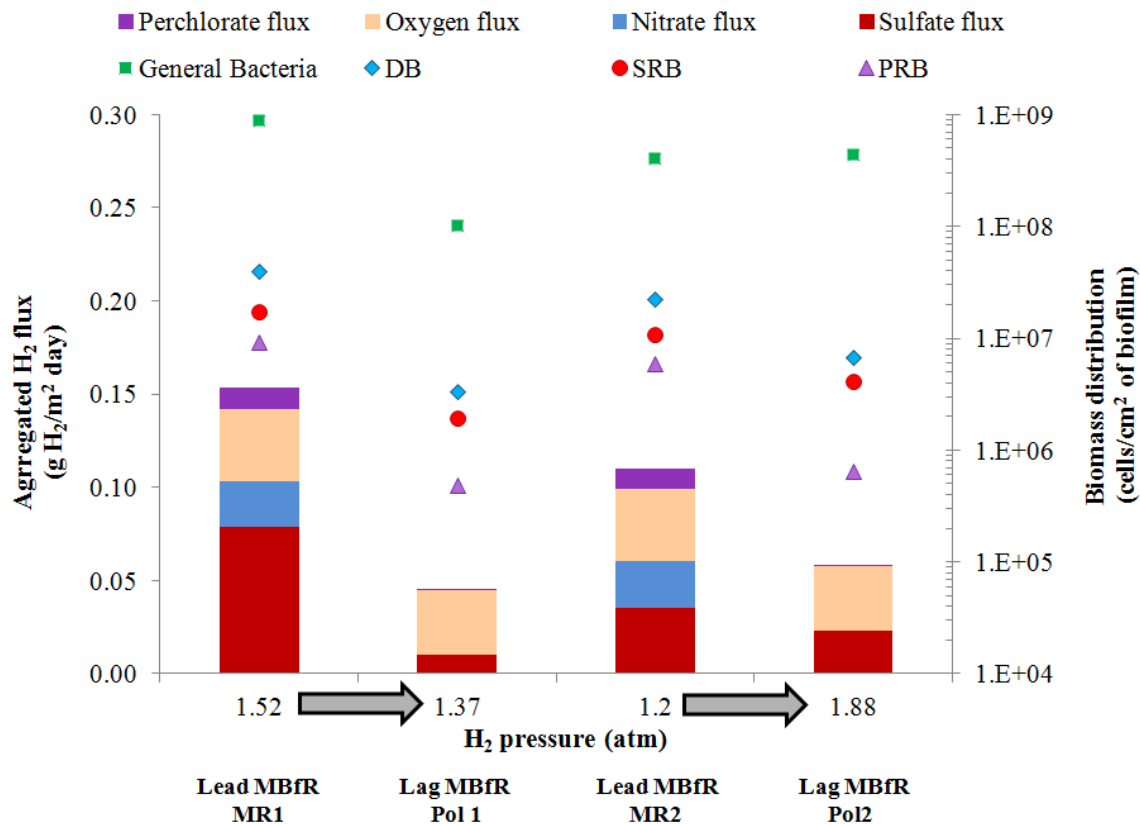 Perchlorate flux Oxygen flux Nitrate flux Sulfate flux
General Bacteria DB SRB PRB
Agrregated H₂ flux
(g H₂/m² day)
0.30
0.25
0.20
0.15
0.10
0.05
0.00
1.E+09
1.E+08
1.E+07
1.E+06
1.E+05
1.E+04
Biomass distribution
(cells/cm² of biofilm)
1.52 1.37 1.2 1.88
H₂ pressure (atm)
Lead MBfR Lag MBfR Lead MBfR Lag MBfR
MR1 Pol 1 MR2 Pol2